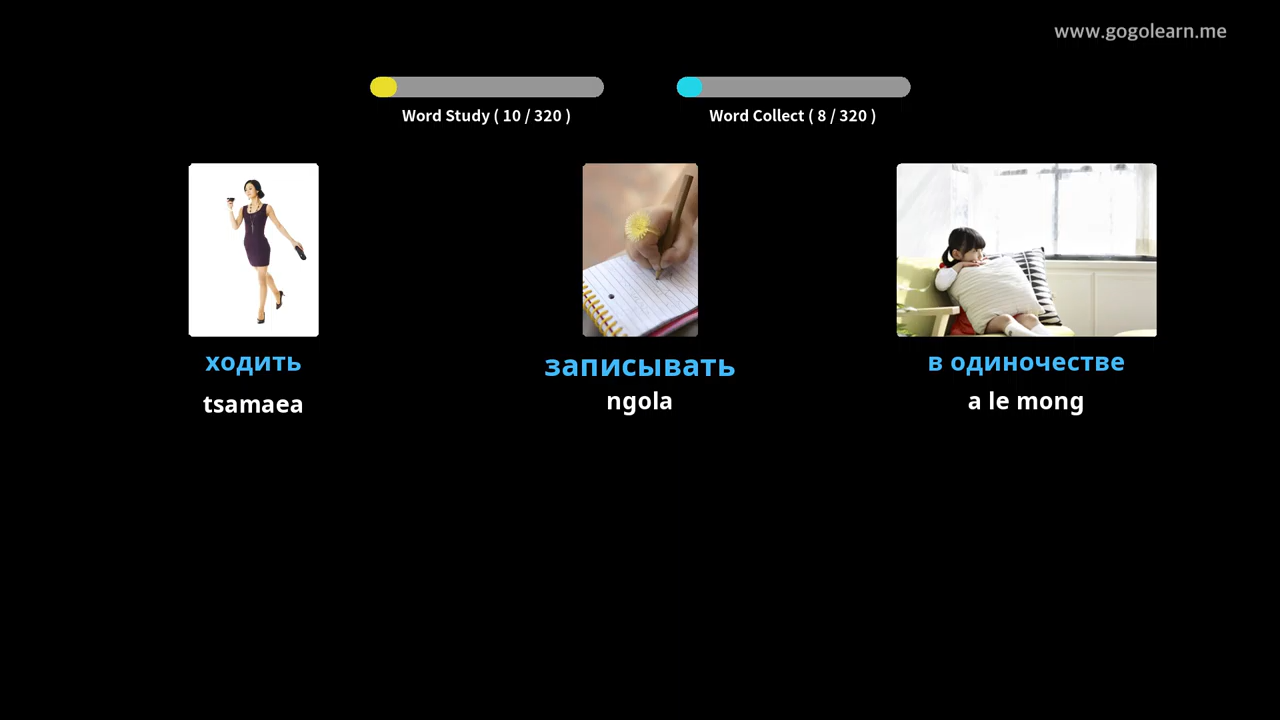 www.gogolearn.me
Word Study ( 10 / 320 )
Word Collect ( 8 / 320 )
ходить
записывать
в одиночестве
tsamaea
ngola
a le mong